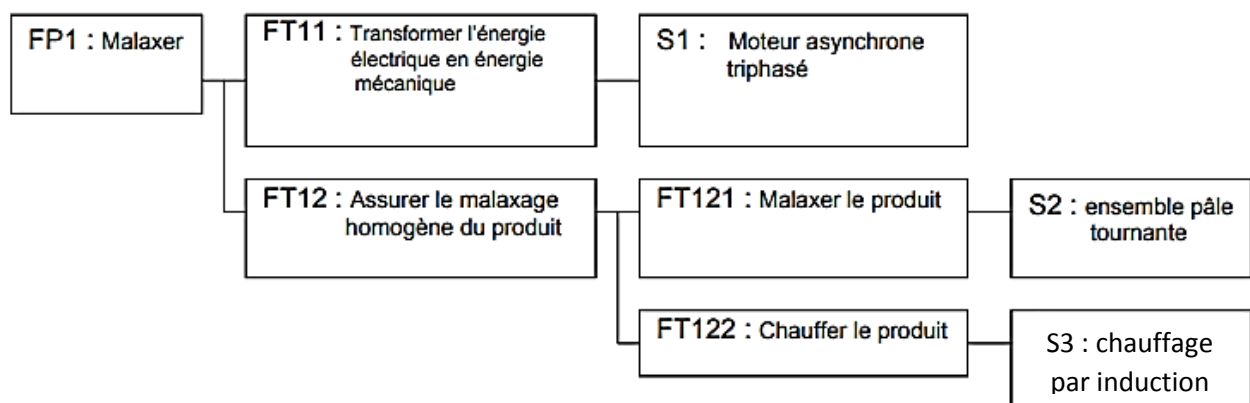 FP1 : Malaxer
FT11 : Transformer l'énergie
électrique en énergie
mécanique
S1 : Moteur asynchrone
triphasé
FT12 : Assurer le malaxage
homogène du produit
FT121 : Malaxer le produit
S2 : ensemble pâle
tournante
FT122 : Chauffer le produit
S3 : chauffage
par induction